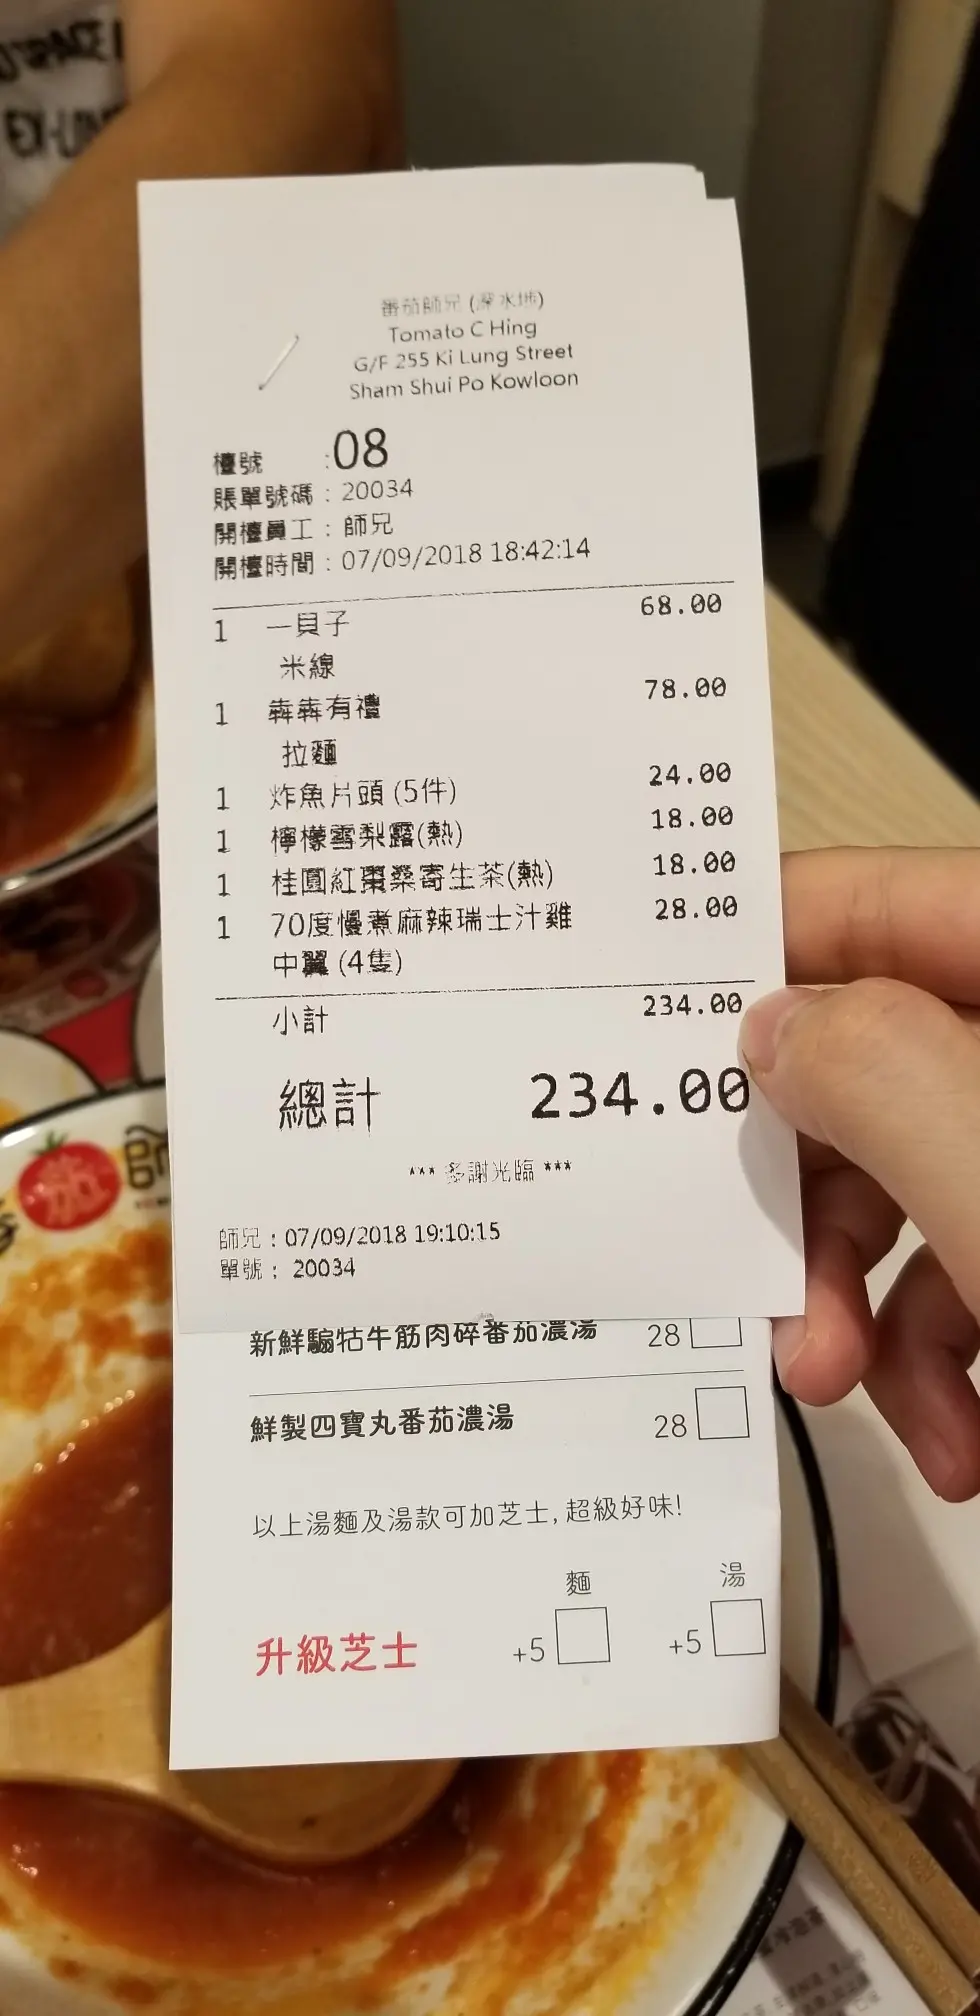 番茄師兄 (深水埗)
Tomato C Hing
G/F 255 Ki Lung Street
Sham Shui Po Kowloon
檯號 :08
賬單號碼 : 20034
開檯員工 : 師兄
開檯時間 : 07/09/2018 18:42:14
1 一貝子 68.00
米線
1 犇犇有禮 78.00
拉麵
1 炸魚片頭 (5件) 24.00
1 檸檬雪梨露(熱) 18.00
1 桂圓紅棗桑寄生茶(熱) 18.00
1 70度慢煮麻辣瑞士汁雞 28.00
中翼 (4隻)
小計 234.00
總計 234.00
*** 多謝光臨 ***
師兄 : 07/09/2018 19:10:15
單號 : 20034
新鮮騸牯牛筋肉碎番茄濃湯 28
鮮製四寶丸番茄濃湯 28
以上湯麵及湯款可加芝士, 超級好味!
麵 湯
升級芝士 +5 +5
茄師